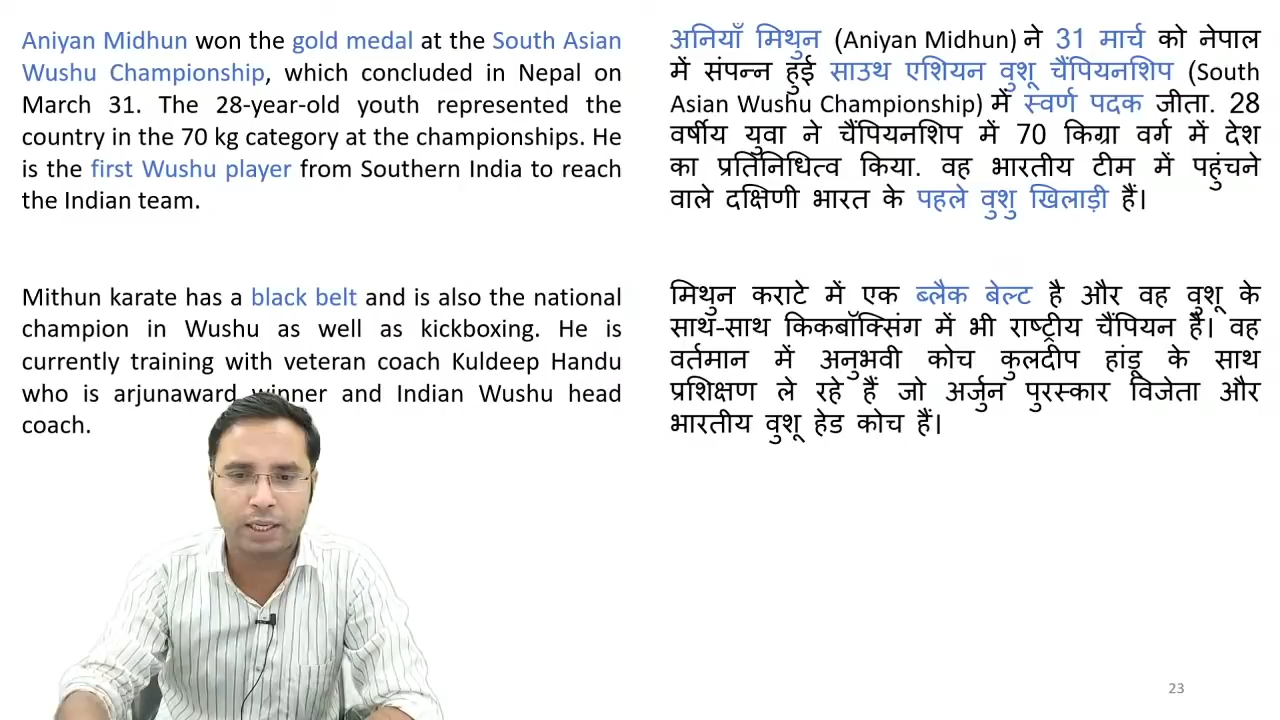 Aniyan Midhun won the gold medal at the South Asian
Wushu Championship, which concluded in Nepal on
March 31. The 28-year-old youth represented the
country in the 70 kg category at the championships. He
is the first Wushu player from Southern India to reach
the Indian team.
Mithun karate has a black belt and is also the national
champion in Wushu as well as kickboxing. He is
currently training with veteran coach Kuldeep Handu
who is arjunaward winner and Indian Wushu head
coach.
अनियाँ मिथुन (Aniyan Midhun) ने 31 मार्च को नेपाल
में संपन्न हुई साउथ एशियन वुशू चैंपियनशिप (South
Asian Wushu Championship) में स्वर्ण पदक जीता. 28
वर्षीय युवा ने चैंपियनशिप में 70 किग्रा वर्ग में देश
का प्रतिनिधित्व किया. वह भारतीय टीम में पहुंचने
वाले दक्षिणी भारत के पहले वुशु खिलाड़ी हैं।
मिथुन कराटे में एक ब्लैक बेल्ट है और वह वुशू के
साथ-साथ किकबॉक्सिंग में भी राष्ट्रीय चैंपियन हैं। वह
वर्तमान में अनुभवी कोच कुलदीप हांडू के साथ
प्रशिक्षण ले रहे हैं जो अर्जुन पुरस्कार विजेता और
भारतीय वुशू हेड कोच हैं।
23